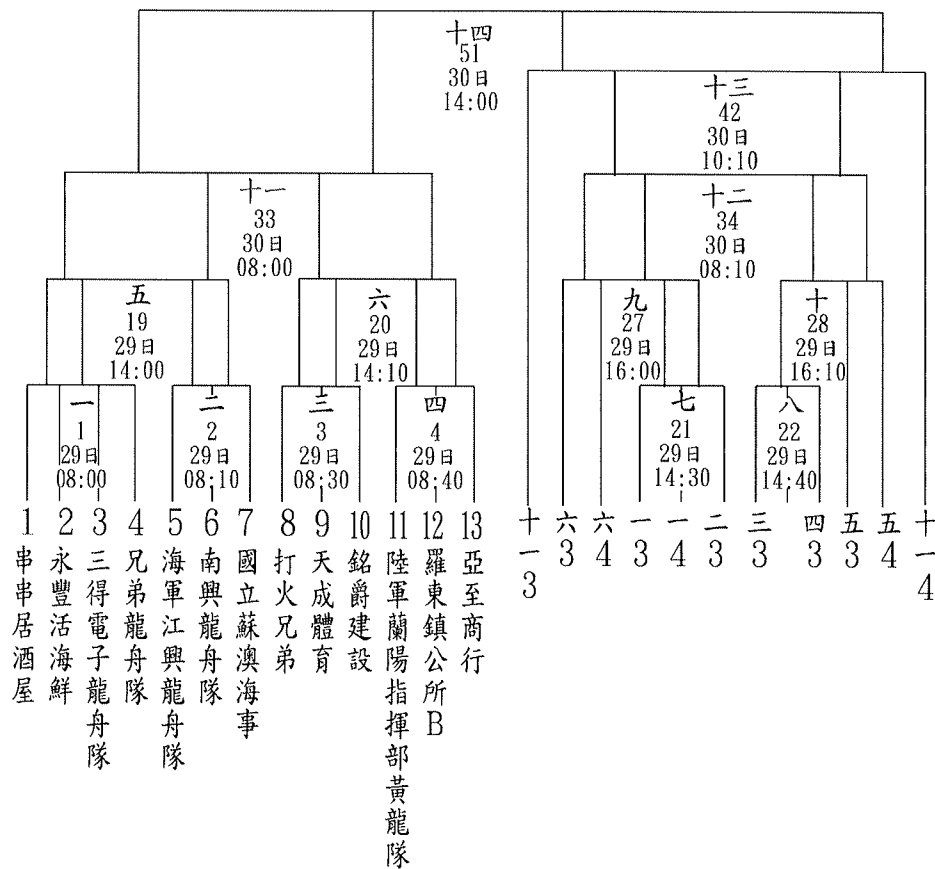 十四
51
30日
14:00
十三
42
30日
10:10
十一
33
30日
08:00
十二
34
30日
08:10
五
19
29日
14:00
六
20
29日
14:10
九
27
29日
16:00
十
28
29日
16:10
一
1
29日
08:00
二
2
29日
08:10
三
3
29日
08:30
四
4
29日
08:40
七
21
29日
14:30
八
22
29日
14:40
1 串串居酒屋
2 永豐活海鮮
3 三得電子龍舟隊
4 兄弟龍舟隊
5 海軍江興龍舟隊
6 南興龍舟隊
7 國立蘇澳海事
8 打火兄弟
9 天成體育
10 銘爵建設
11 陸軍蘭陽指揮部黃龍隊
12 羅東鎮公所B
13 亞至商行
十一3
六3
六4
一3
一4
二3
三3
四3
五3
五4
十一4